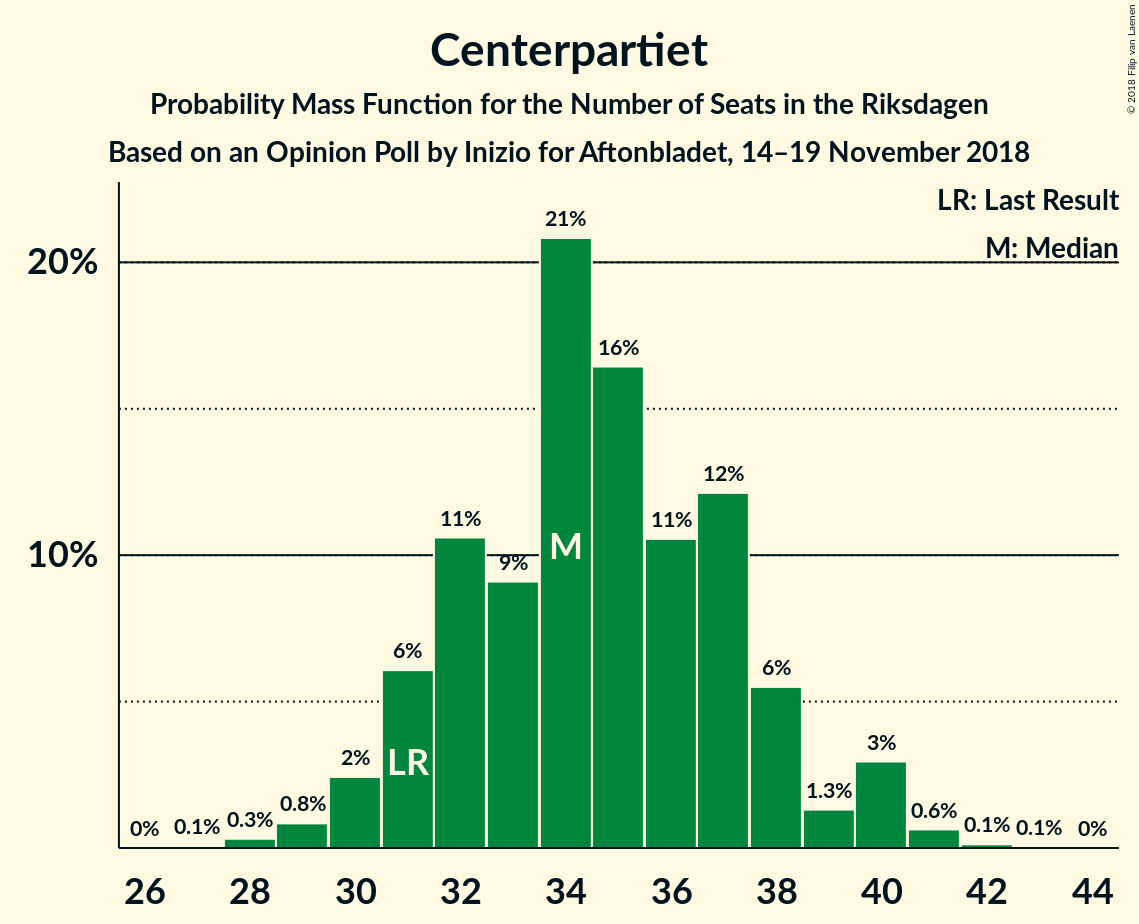 Centerpartiet
Probability Mass Function for the Number of Seats in the Riksdagen
Based on an Opinion Poll by Inizio for Aftonbladet, 14–19 November 2018
© 2018 Filip van Laenen
LR: Last Result
M: Median
20%
10%
0%
0.1%
0.3%
0.8%
2%
6%
11%
9%
21%
16%
11%
12%
6%
1.3%
3%
0.6%
0.1%
0.1%
0%
LR
M
26 28 30 32 34 36 38 40 42 44